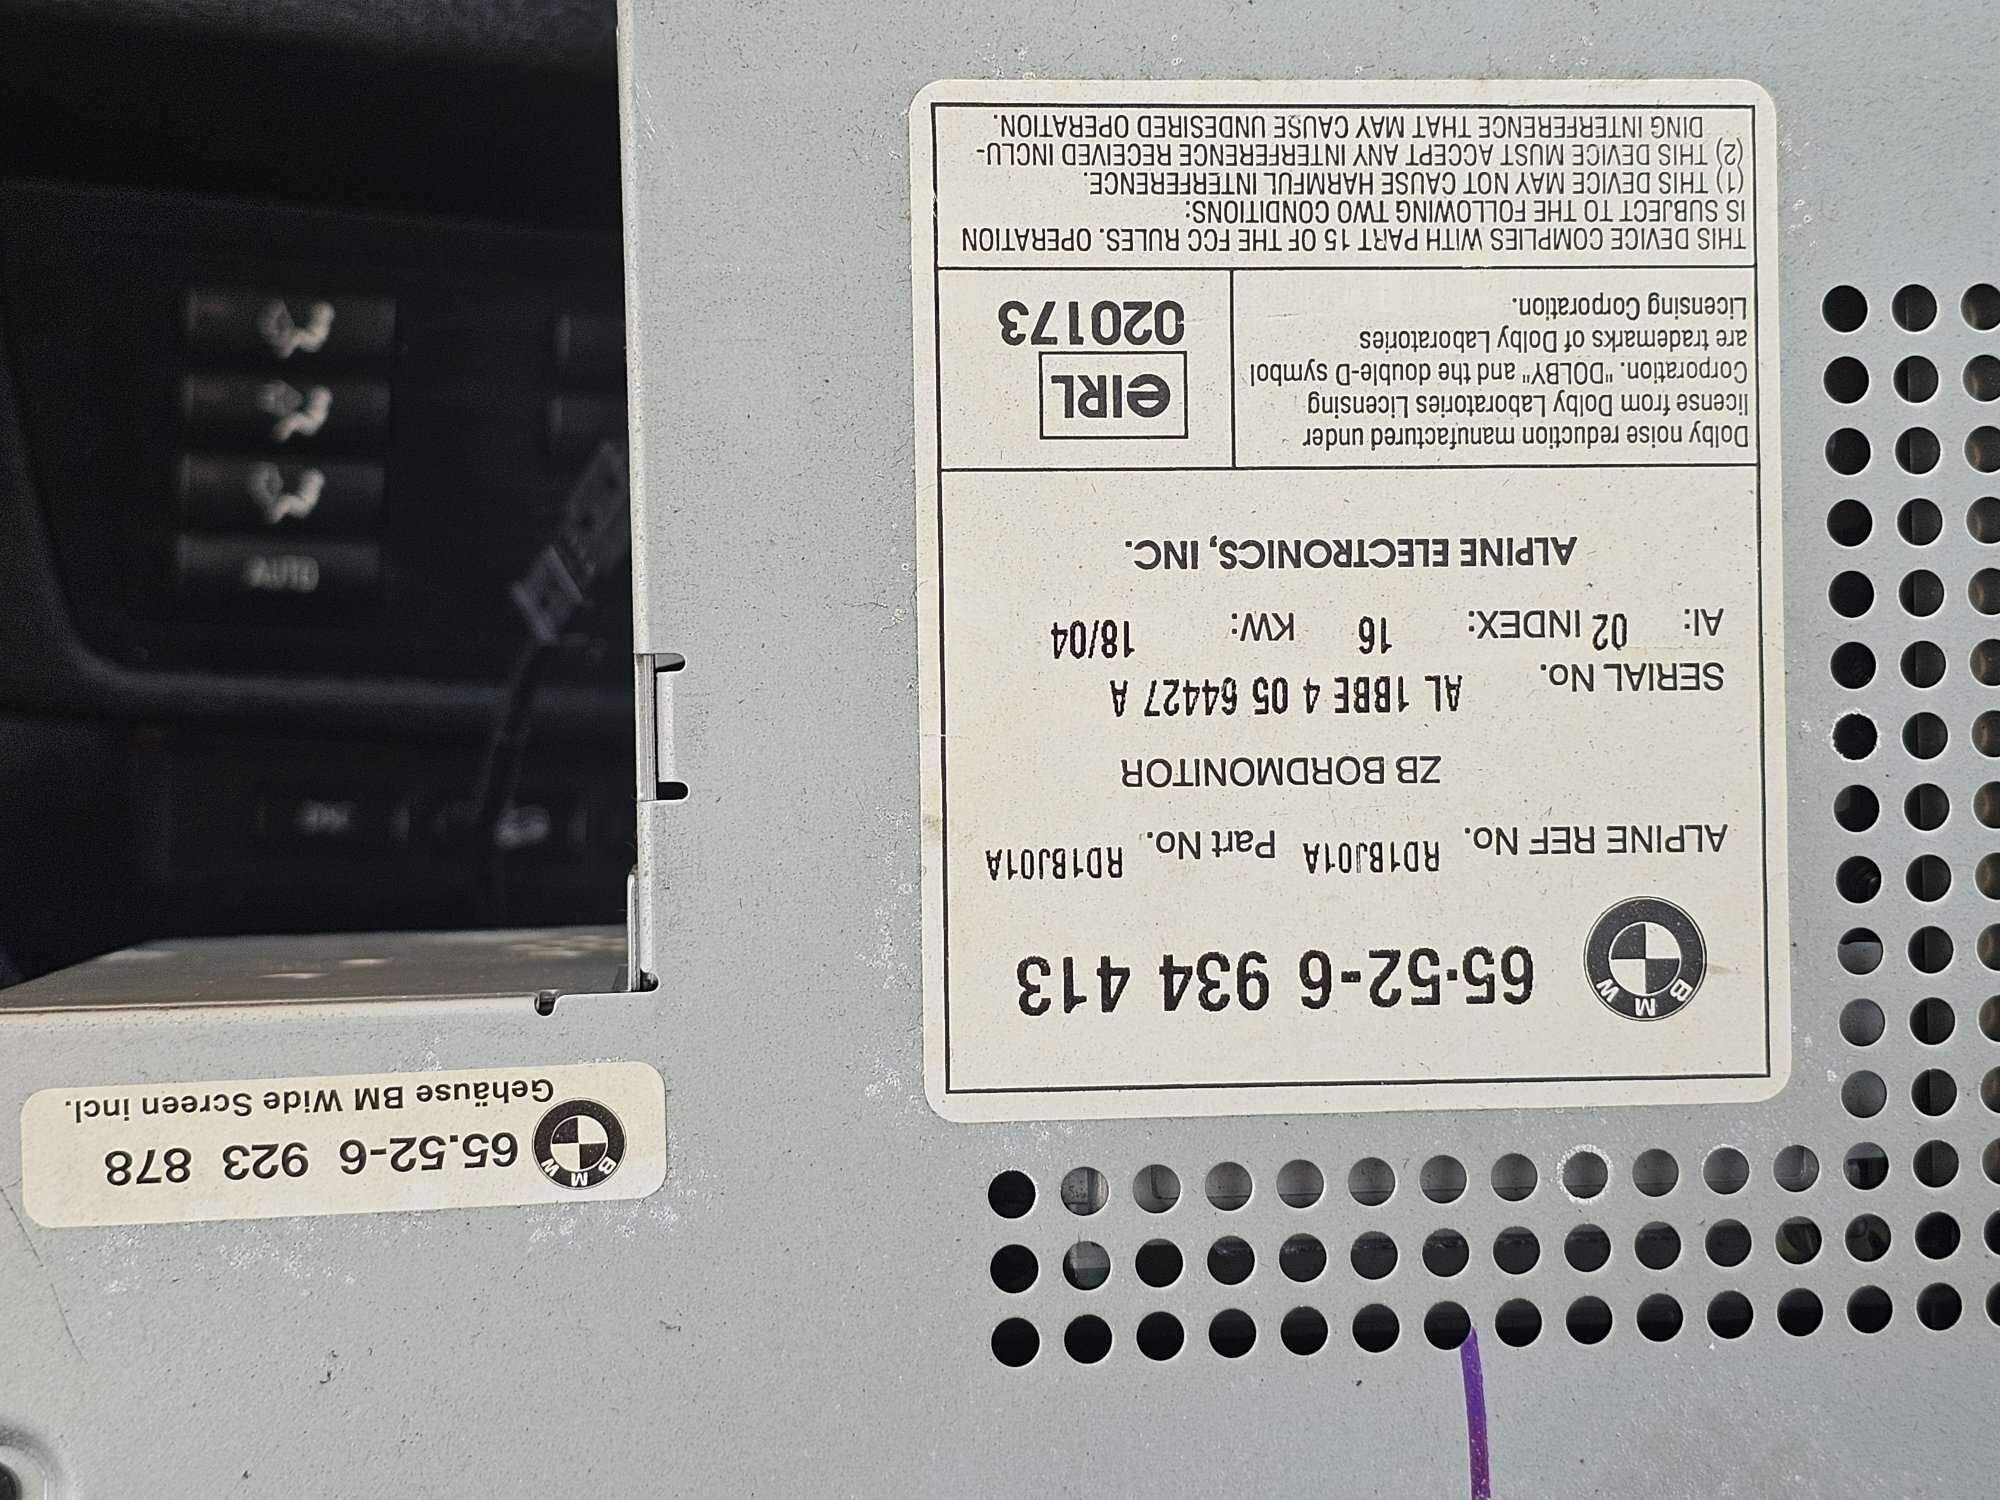 BMW
65.52-6 923 878
Gehäuse BM Wide Screen incl.
BMW
65.52-6 934 413
ALPINE REF No. RD1BJ01A Part No. RD1BJ01A
ZB BORDMONITOR
SERIAL No. AL 1BBE 4 05 64427 A
AI: 02 INDEX: 16 KW: 18/04
ALPINE ELECTRONICS, INC.
Dolby noise reduction manufactured under
license from Dolby Laboratories Licensing
Corporation. "DOLBY" and the double-D symbol
are trademarks of Dolby Laboratories
Licensing Corporation.
eIRL
020173
THIS DEVICE COMPLIES WITH PART 15 OF THE FCC RULES. OPERATION
IS SUBJECT TO THE FOLLOWING TWO CONDITIONS:
(1) THIS DEVICE MAY NOT CAUSE HARMFUL INTERFERENCE.
(2) THIS DEVICE MUST ACCEPT ANY INTERFERENCE RECEIVED INCLU-
DING INTERFERENCE THAT MAY CAUSE UNDESIRED OPERATION.
AUTO